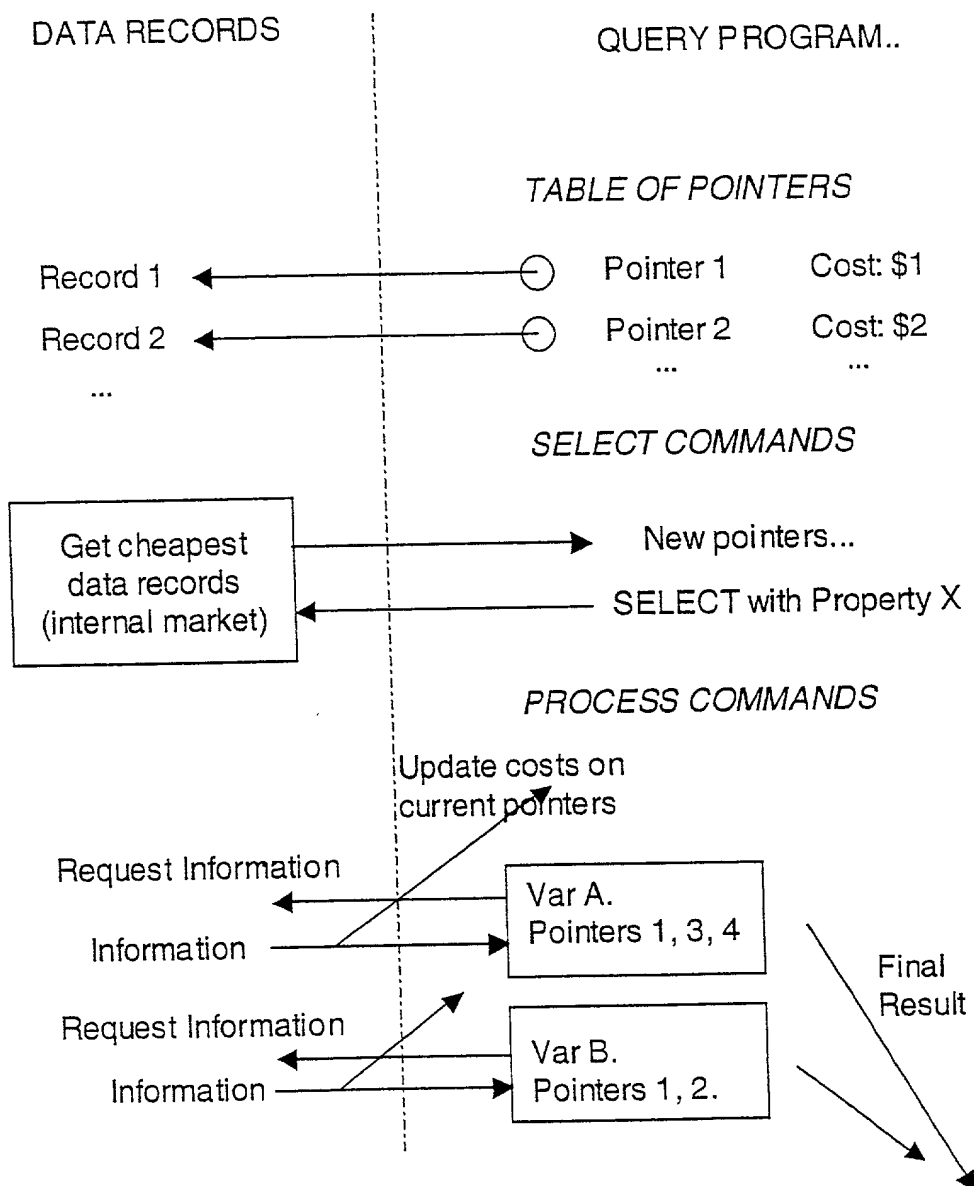 DATA RECORDS
QUERY PROGRAM..
TABLE OF POINTERS
Record 1
Pointer 1
Cost: $1
Record 2
Pointer 2
Cost: $2
...
...
...
SELECT COMMANDS
Get cheapest
data records
(internal market)
New pointers...
SELECT with Property X
PROCESS COMMANDS
Update costs on
current pointers
Request Information
Information
Var A.
Pointers 1, 3, 4
Final
Result
Request Information
Information
Var B.
Pointers 1, 2.